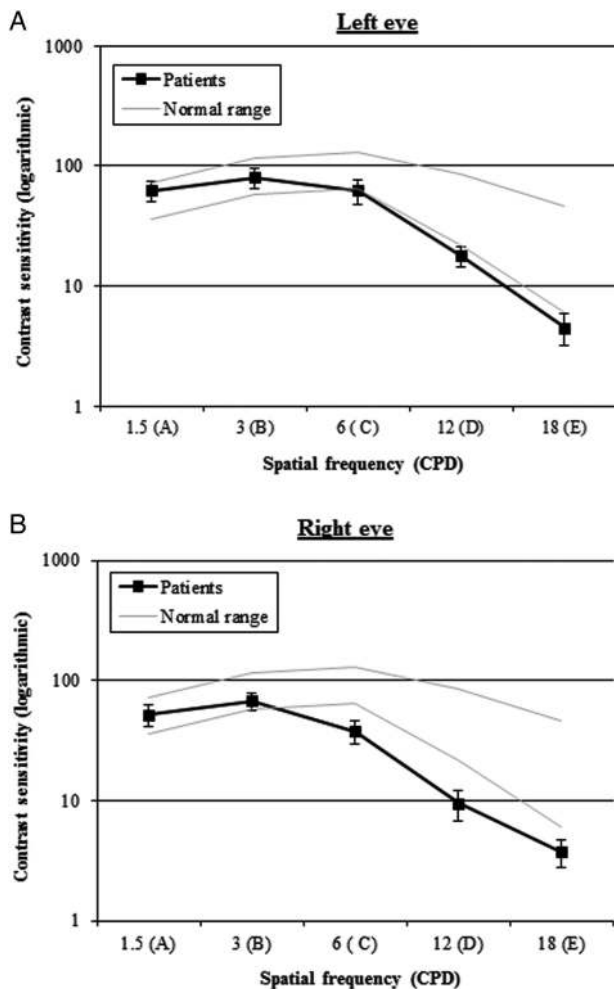 A
Left eye
1000
100
10
1
Contrast sensitivity (logarithmic)
Patients
Normal range
1.5 (A) 3 (B) 6 ( C) 12 (D) 18 (E)
Spatial frequency (CPD)
B
Right eye
1000
100
10
1
Contrast sensitivity (logarithmic)
Patients
Normal range
1.5 (A) 3 (B) 6 ( C) 12 (D) 18 (E)
Spatial frequency (CPD)